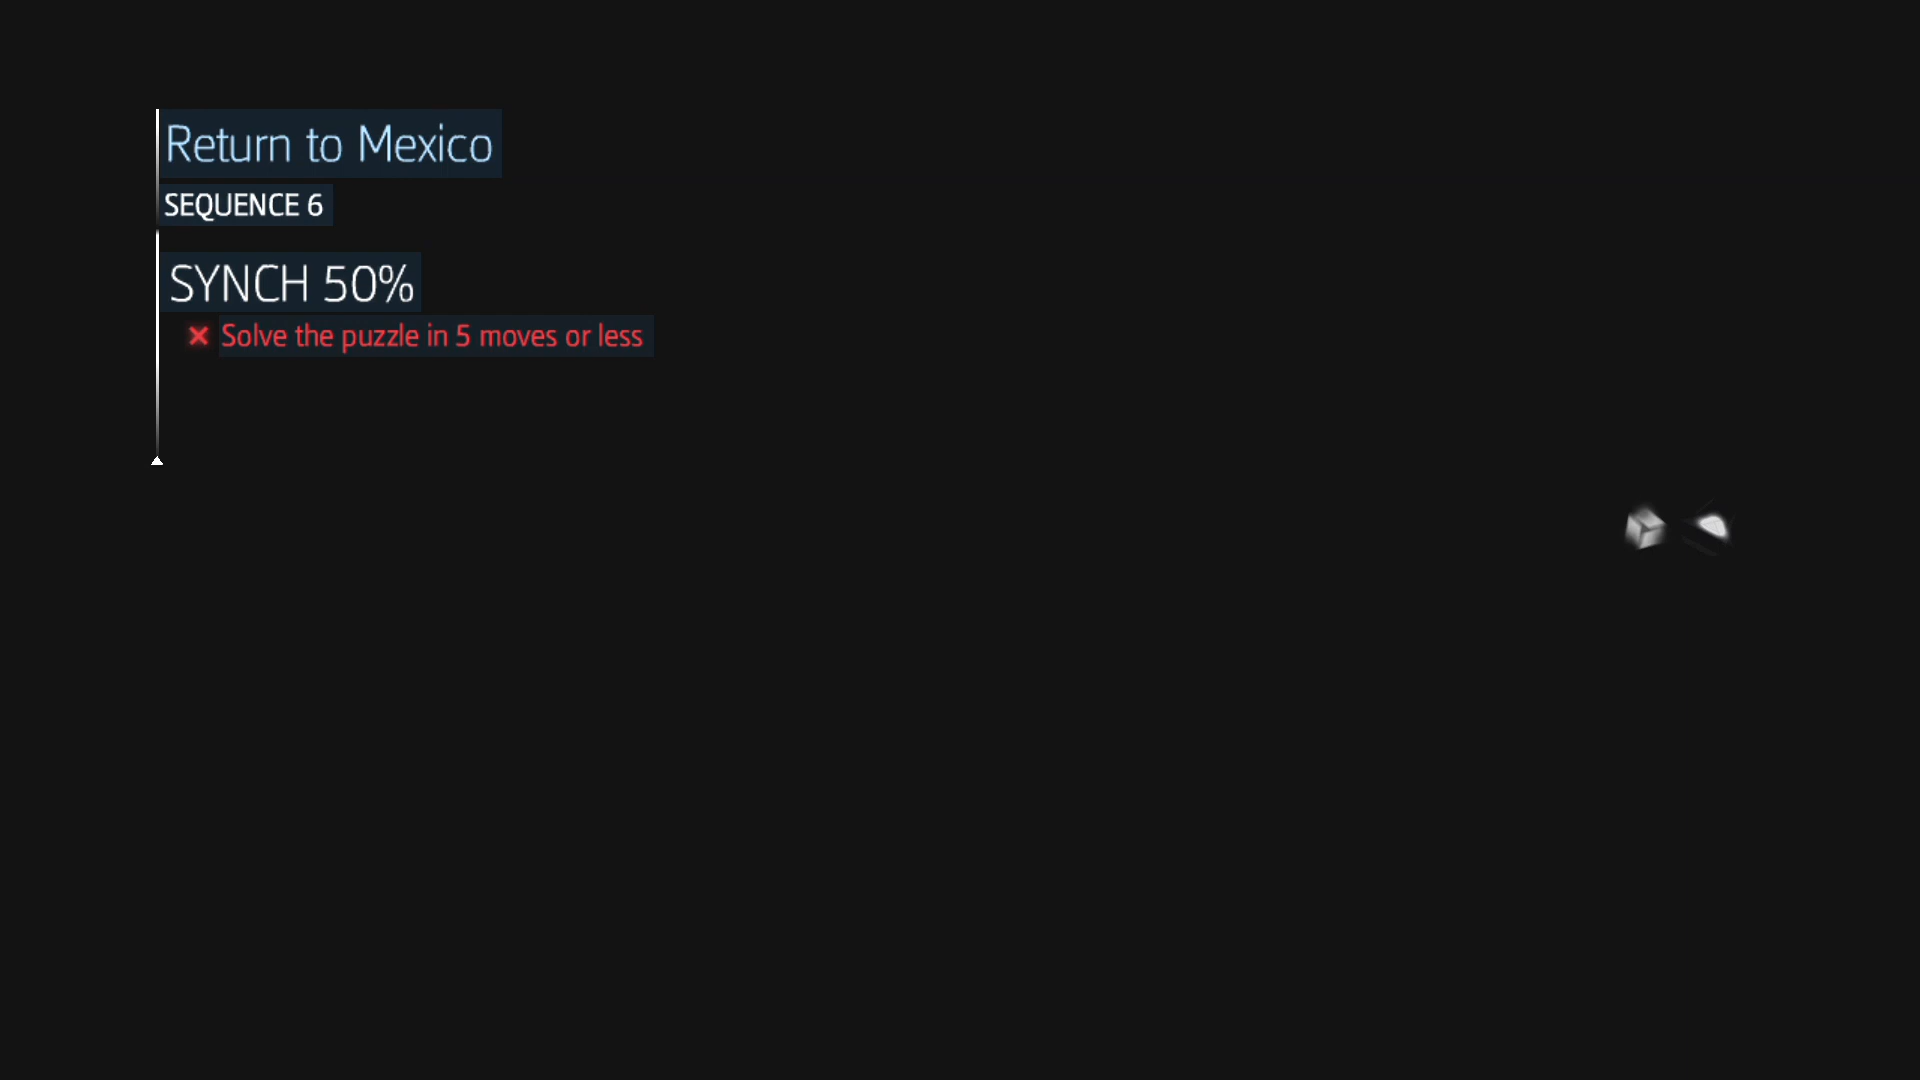 Return to Mexico
SEQUENCE 6
SYNCH 50%
Solve the puzzle in 5 moves or less